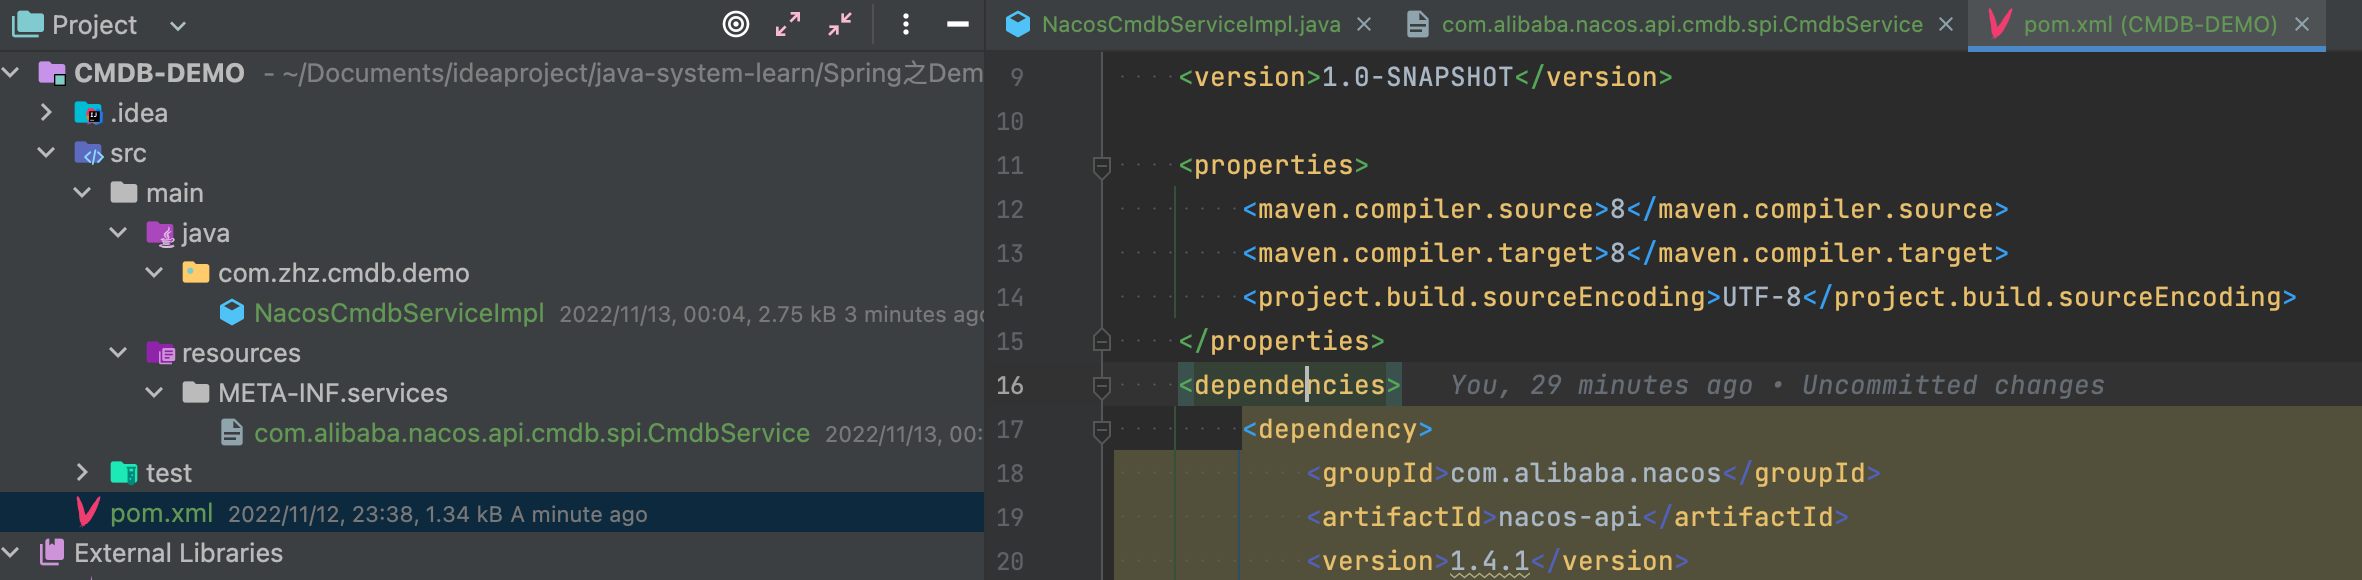 Project
CMDB-DEMO - ~/Documents/ideaproject/java-system-learn/Spring之Dem
.idea
src
main
java
com.zhz.cmdb.demo
NacosCmdbServiceImpl 2022/11/13, 00:04, 2.75 kB 3 minutes ago
resources
META-INF.services
com.alibaba.nacos.api.cmdb.spi.CmdbService 2022/11/13, 00:
test
pom.xml 2022/11/12, 23:38, 1.34 kB A minute ago
External Libraries
NacosCmdbServiceImpl.java com.alibaba.nacos.api.cmdb.spi.CmdbService pom.xml (CMDB-DEMO)
9 <version>1.0-SNAPSHOT</version>
10
11 <properties>
12 <maven.compiler.source>8</maven.compiler.source>
13 <maven.compiler.target>8</maven.compiler.target>
14 <project.build.sourceEncoding>UTF-8</project.build.sourceEncoding>
15 </properties>
16 <dependencies> You, 29 minutes ago • Uncommitted changes
17 <dependency>
18 <groupId>com.alibaba.nacos</groupId>
19 <artifactId>nacos-api</artifactId>
20 <version>1.4.1</version>